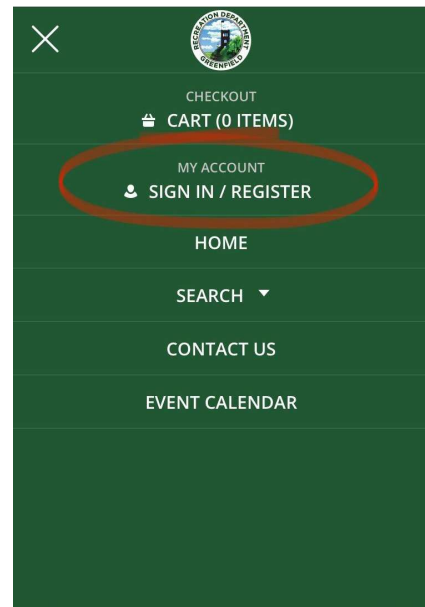 RECREATION DEPARTMENT
GREENFIELD
CHECKOUT
CART (0 ITEMS)
MY ACCOUNT
SIGN IN / REGISTER
HOME
SEARCH
CONTACT US
EVENT CALENDAR